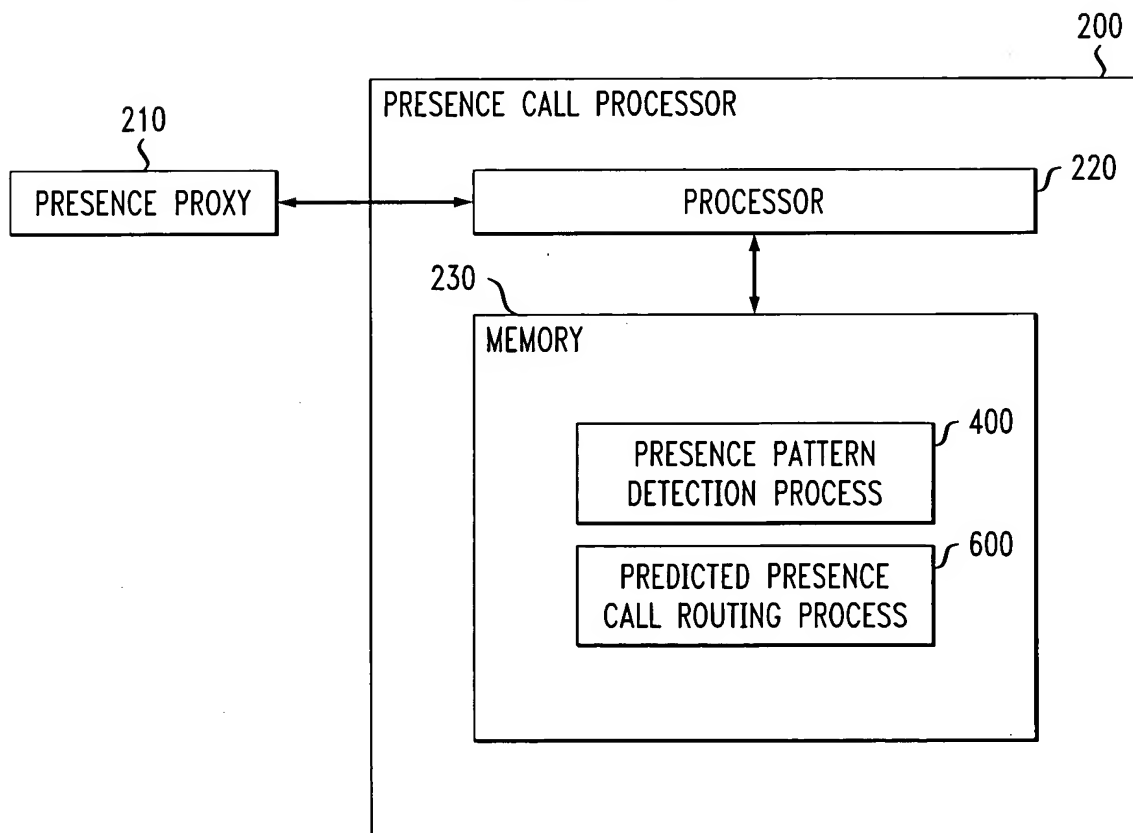 200
PRESENCE CALL PROCESSOR
210
PRESENCE PROXY
220
PROCESSOR
230
MEMORY
400
PRESENCE PATTERN
DETECTION PROCESS
600
PREDICTED PRESENCE
CALL ROUTING PROCESS